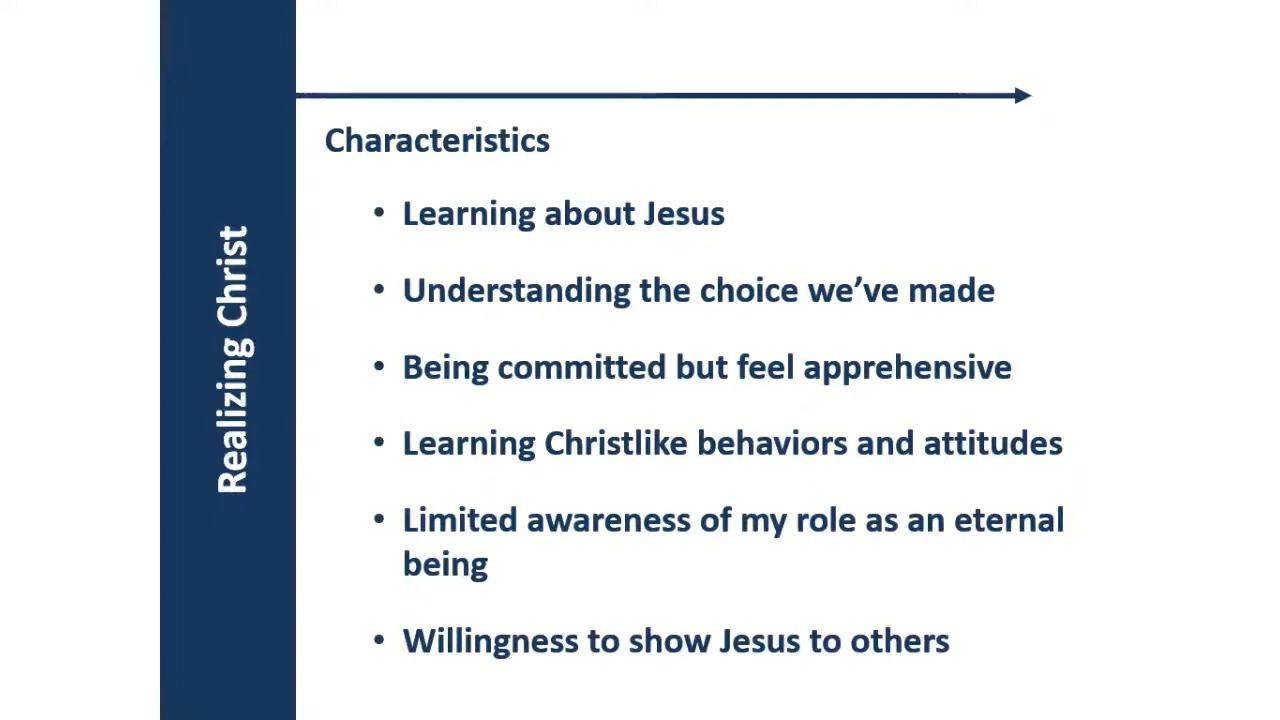 Realizing Christ
Characteristics
• Learning about Jesus
• Understanding the choice we’ve made
• Being committed but feel apprehensive
• Learning Christlike behaviors and attitudes
• Limited awareness of my role as an eternal
being
• Willingness to show Jesus to others